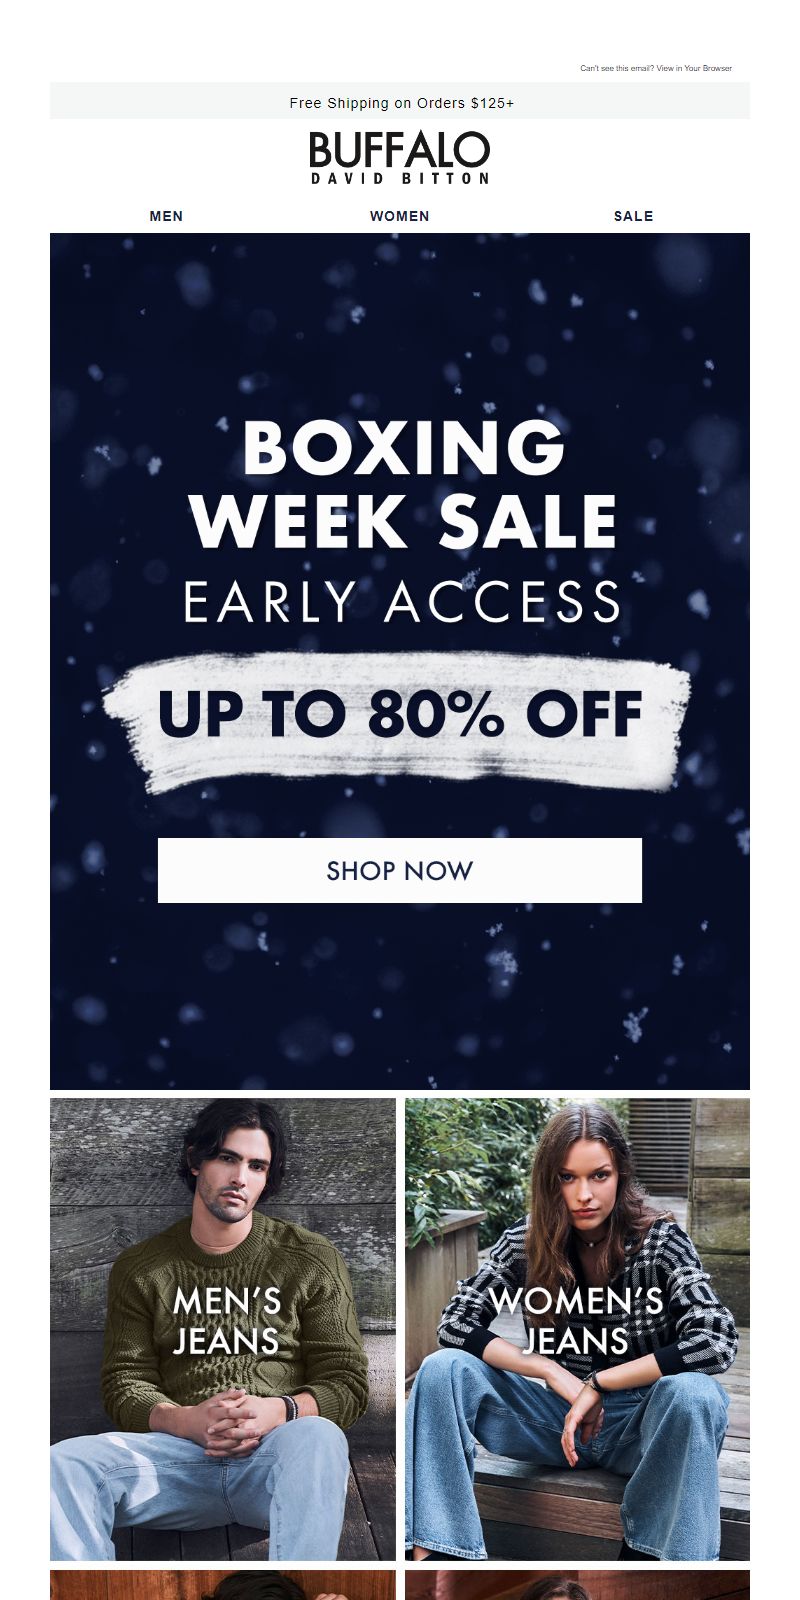 Can't see this email? View in Your Browser
Free Shipping on Orders $125+
BUFFALO
DAVID BITTON
MEN WOMEN SALE
BOXING
WEEK SALE
EARLY ACCESS
UP TO 80% OFF
SHOP NOW
MEN'S
JEANS
WOMEN'S
JEANS